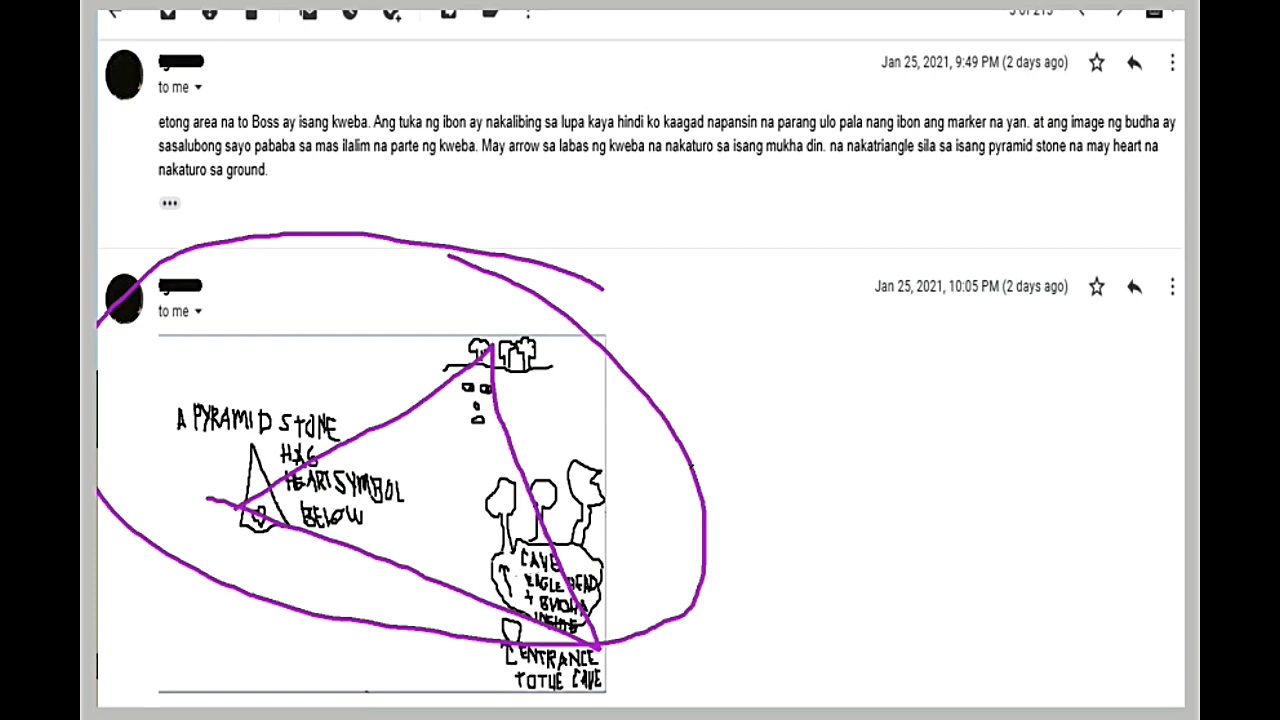 Jan 25, 2021, 9:49 PM (2 days ago)
to me
etong area na to Boss ay isang kweba. Ang tuka ng ibon ay nakalibing sa lupa kaya hindi ko kaagad napansin na parang ulo pala nang ibon ang marker na yan. at ang image ng budha ay
sasalubong sayo pababa sa mas ilalim na parte ng kweba. May arrow sa labas ng kweba na nakaturo sa isang mukha din. na nakatriangle sila sa isang pyramid stone na may heart na
nakaturo sa ground.
Jan 25, 2021, 10:05 PM (2 days ago)
to me
A PYRAMID STONE
HAS
HEART SYMBOL
BELOW
CAVE
EAGLE HEAD
+ BUDHA
INSIDE
ENTRANCE
TO THE CAVE